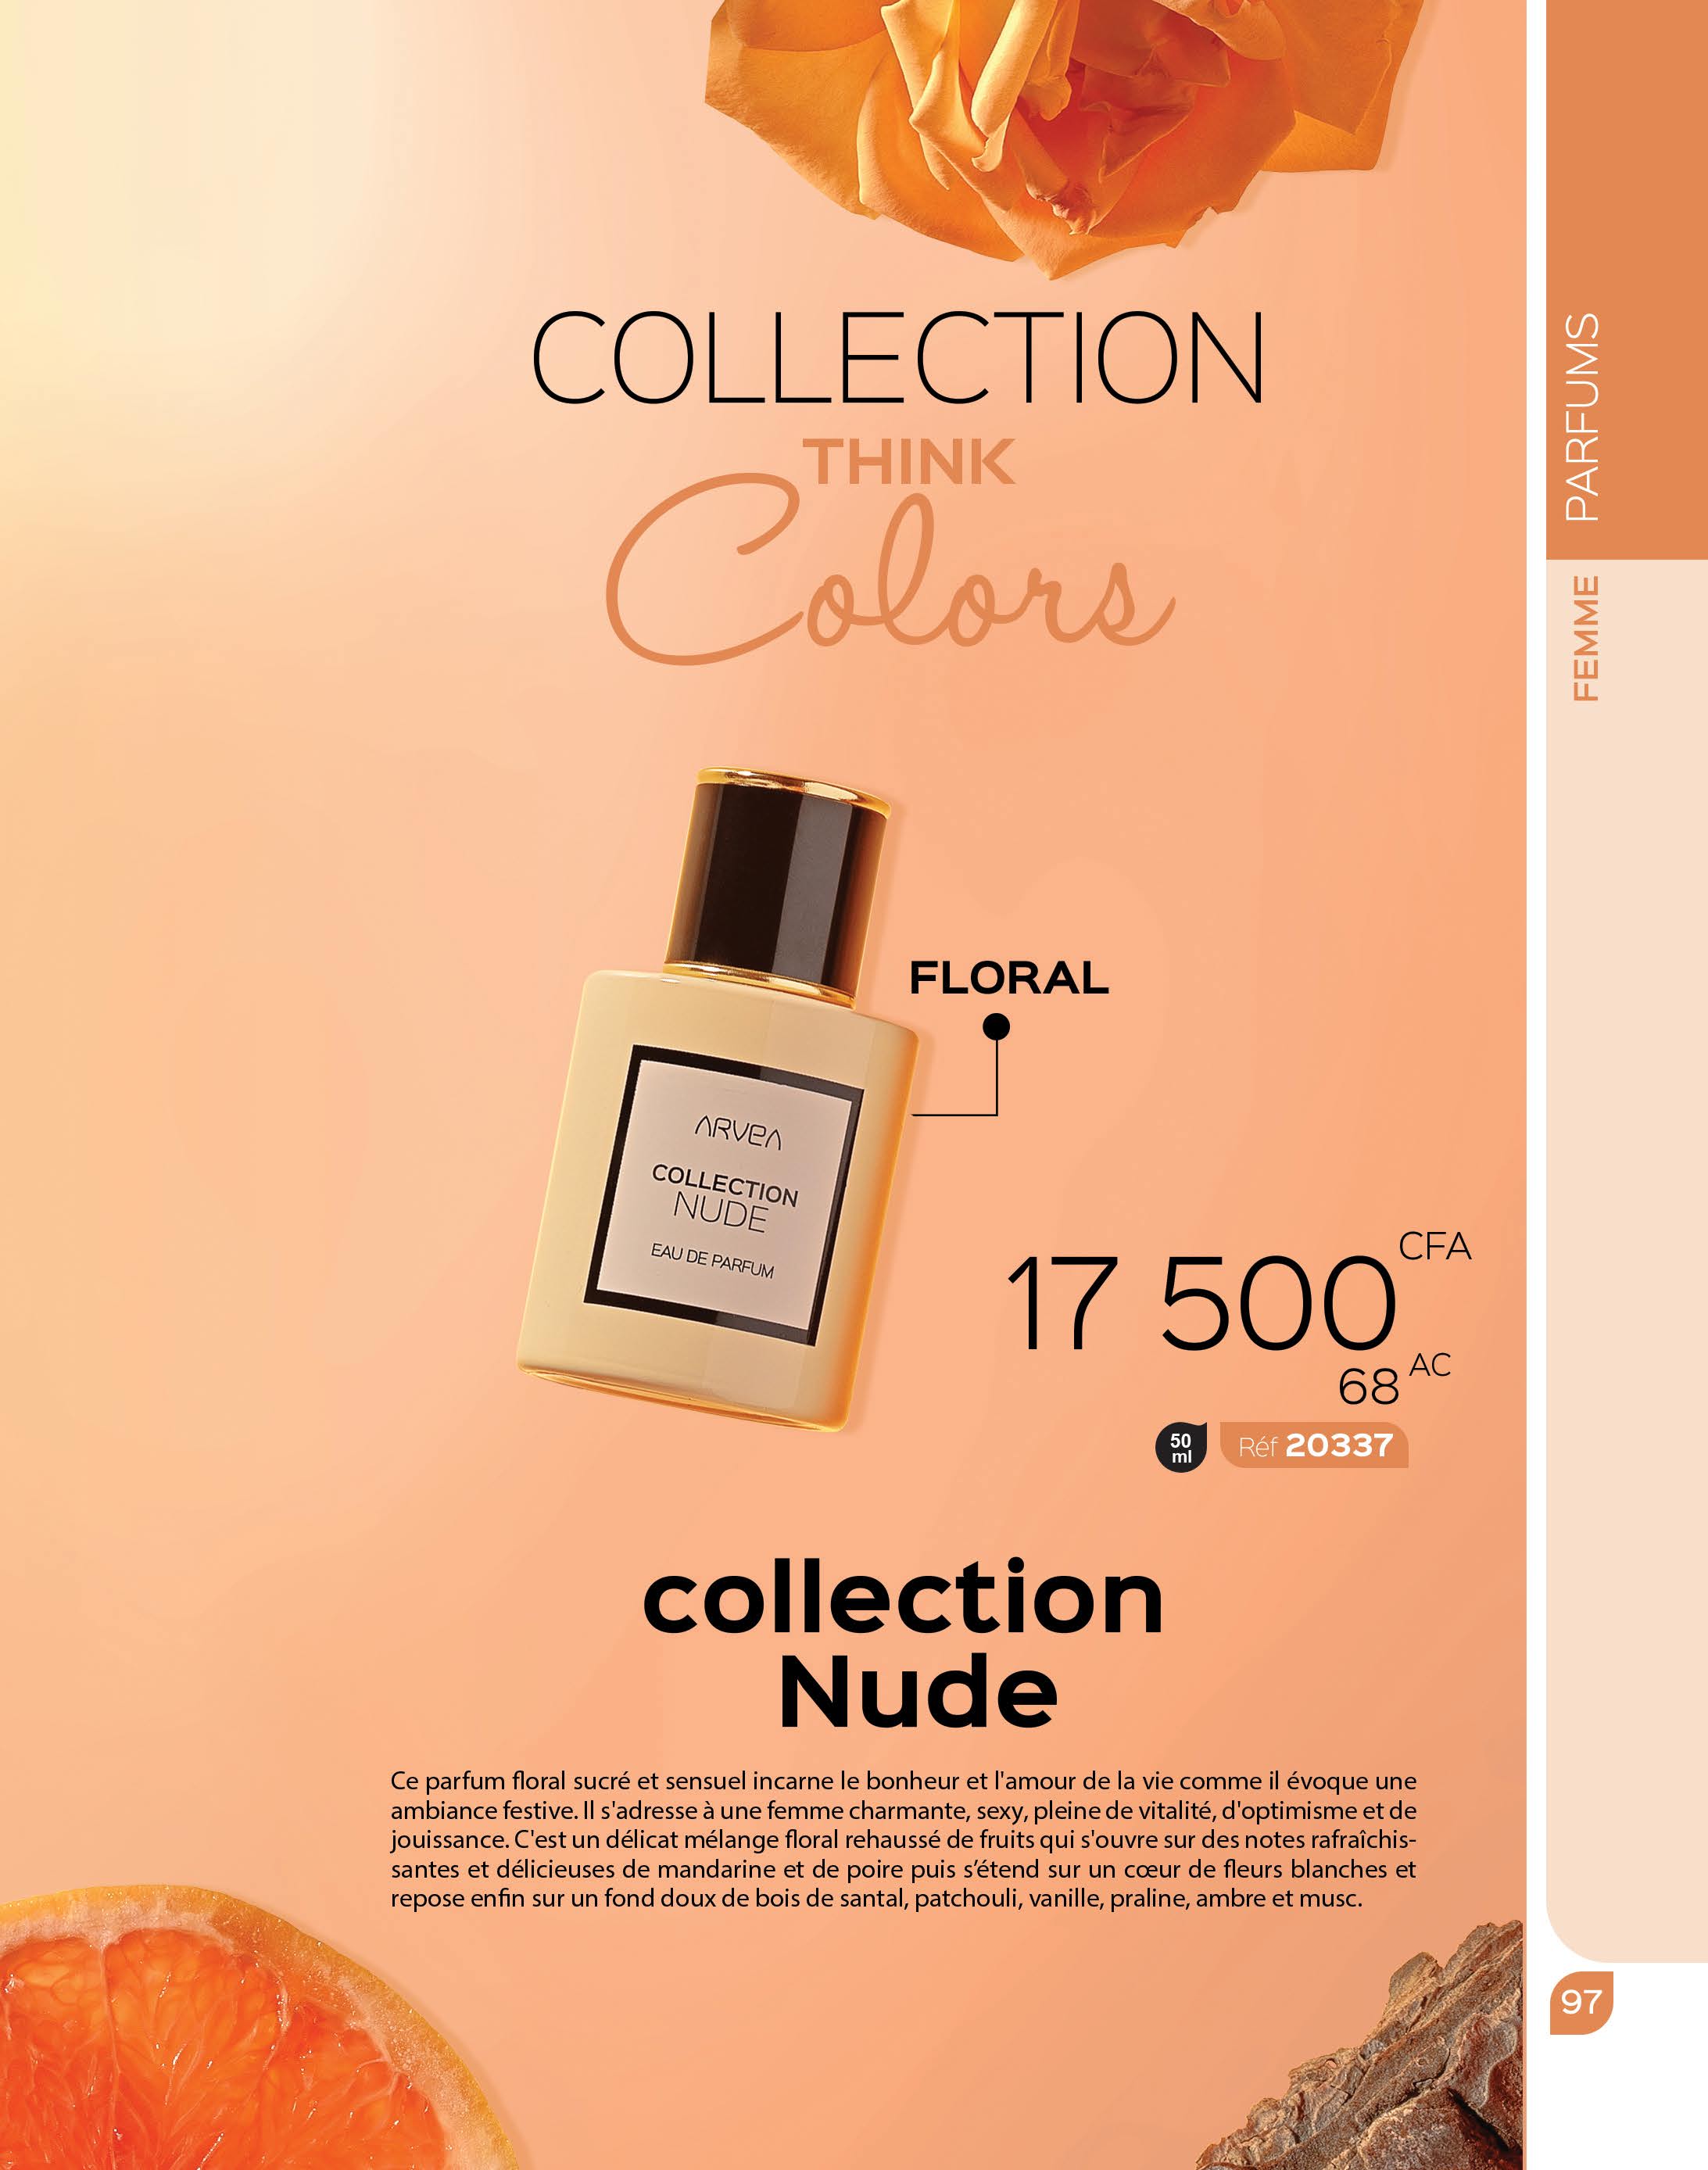 COLLECTION
THINK
Colors
PARFUMS
FEMME
FLORAL
ARVEA
COLLECTION
NUDE
EAU DE PARFUM
17 500 CFA
68 AC
50
ml
Réf 20337
collection
Nude
Ce parfum floral sucré et sensuel incarne le bonheur et l'amour de la vie comme il évoque une
ambiance festive. Il s'adresse à une femme charmante, sexy, pleine de vitalité, d'optimisme et de
jouissance. C'est un délicat mélange floral rehaussé de fruits qui s'ouvre sur des notes rafraîchis-
santes et délicieuses de mandarine et de poire puis s’étend sur un cœur de fleurs blanches et
repose enfin sur un fond doux de bois de santal, patchouli, vanille, praline, ambre et musc.
97